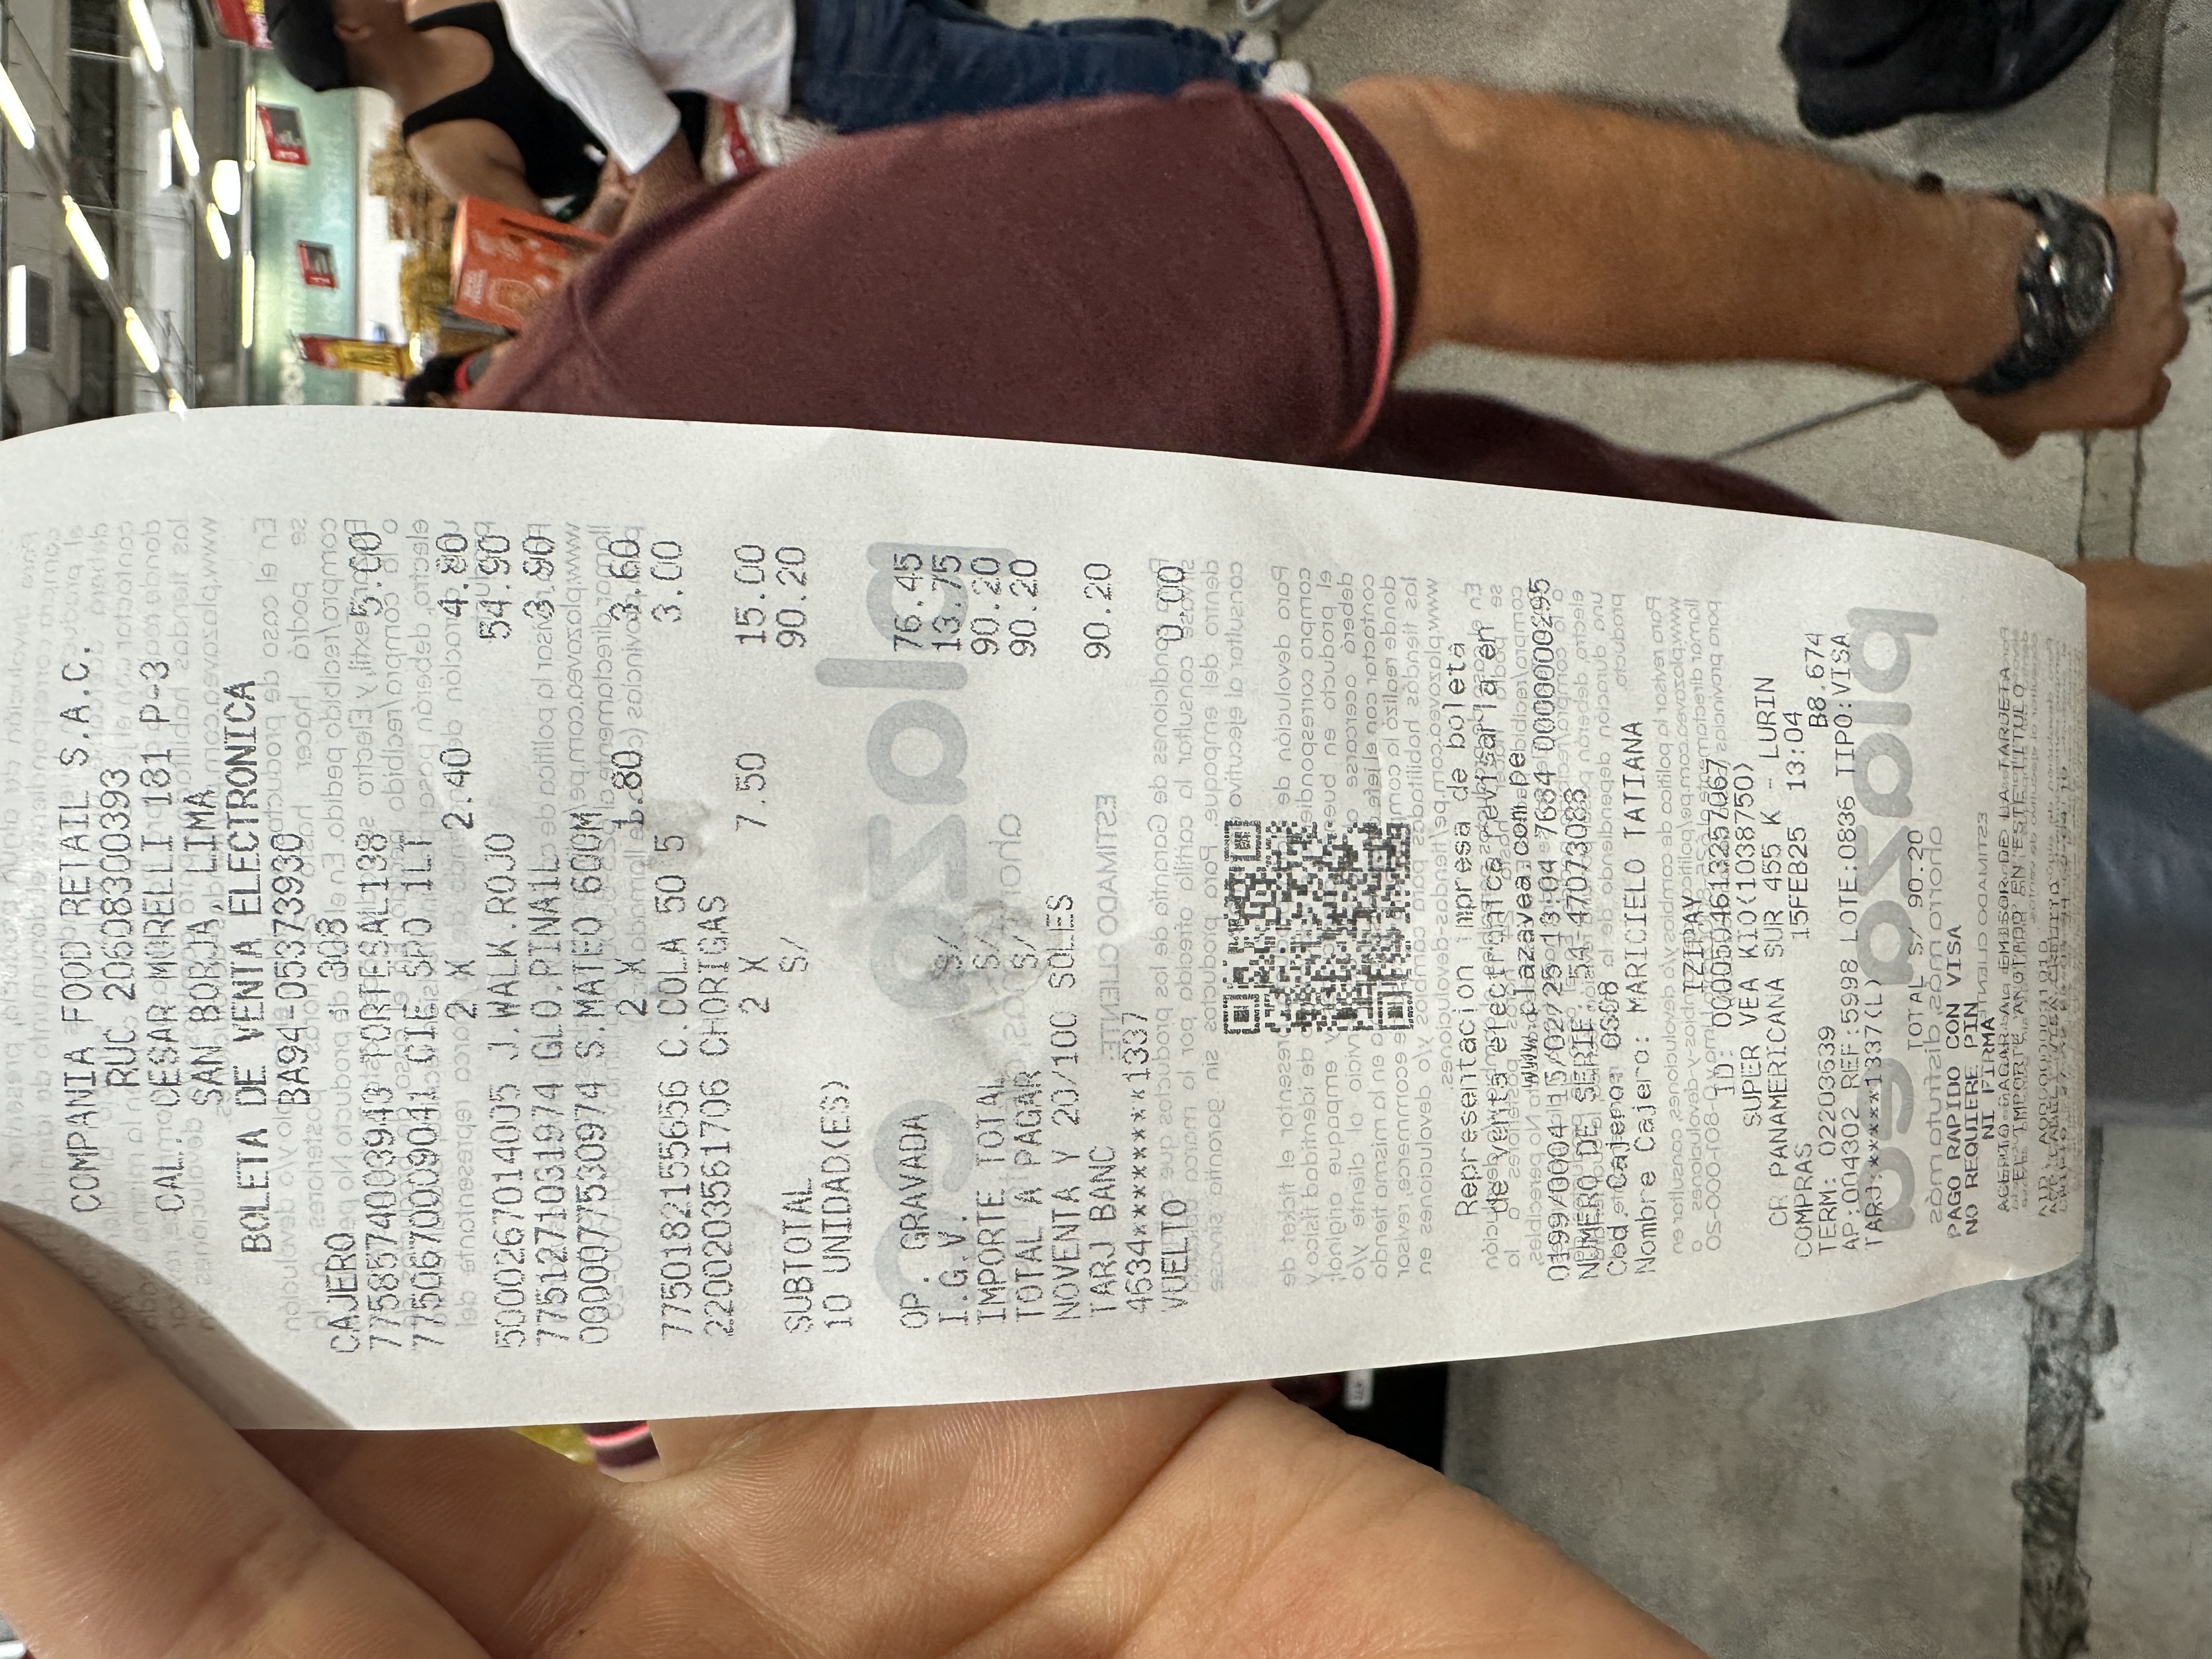 COMPANIA FOOD RETAIL S.A.C.
RUC 20608300393
CAL. CESAR MORELLI 181 P-3
SAN BORJA, LIMA
BOLETA DE VENTA ELECTRONICA
BA94-05373930
CAJERO : 308
7758574003943 TORTESAL138 5.00
7750670009041 CIE SPO 1LT
2 X 2.40 4.80
5000267014005 J.WALK.ROJO 54.90
7751271031974 GLO.PINA1L 3.90
0000077530974 S.MATEO 600M
2 X 1.80 3.60
7750182155656 C.COLA 50 5 3.00
2200203561706 CHORIGAS
2 X 7.50 15.00
SUBTOTAL S/ 90.20
10 UNIDAD(ES)
OP. GRAVADA 76.45
I.G.V. S/ 13.75
IMPORTE TOTAL S/ 90.20
TOTAL A PAGAR S/ 90.20
NOVENTA Y 20/100 SOLES
TARJ BANC 90.20
4634********1337
VUELTO 0.00
Representacion impresa de boleta
de venta electronica revisarla en
www.plazavea.com.pe
0199/0004 15/02/25 13:04 7684 0000000295
NUMERO DE SERIE: 54-47073088
Cod. Cajero: 0308
Nombre Cajero: MARICIELO TATIANA
IZIPAY
ID: 0000504613257067
SUPER VEA KIO(1038750)
CR PANAMERICANA SUR 455 K - LURIN
COMPRAS 15FEB25 13:04
TERM: 02203639 B8.674
AP:004302 REF:5998 LOTE:0836 TIPO:VISA
TARJ:*****1337(L)
TOTAL S/ 90.20
PAGO RAPIDO CON VISA
NO REQUIERE PIN
NI FIRMA
ACEPTO PAGAR AL EMISOR DE LA TARJETA
EL IMPORTE ANOTADO EN ESTE TITULO
AID: A0000000031010